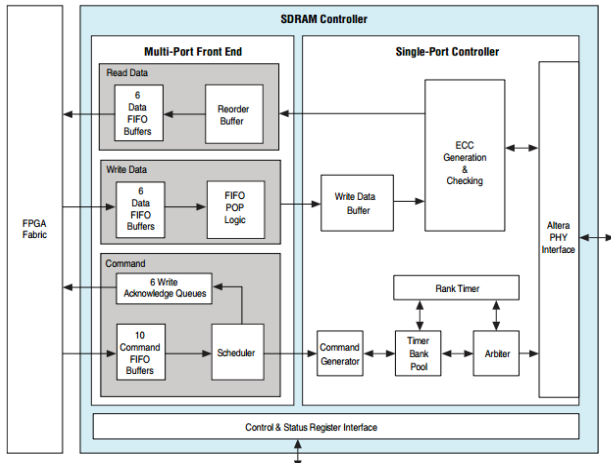 SDRAM Controller
Multi-Port Front End
Single-Port Controller
Read Data
6
Data
FIFO
Buffers
Reorder
Buffer
ECC
Generation
&
Checking
Write Data
6
Data
FIFO
Buffers
FIFO
POP
Logic
Write Data
Buffer
FPGA
Fabric
Altera
PHY
Interface
Command
6 Write
Acknowledge Queues
Rank Timer
10
Command
FIFO
Buffers
Scheduler
Command
Generator
Timer
Bank
Pool
Arbiter
Control & Status Register Interface